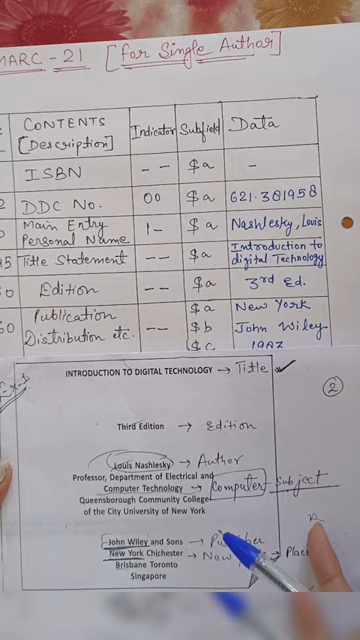 MARC - 21 [for Single Author]
CONTENTS [Description] Indicator Subfield Data
ISBN -- $a -
DDC No. 00 $a 621.381958
Main Entry Personal Name 1- $a Nashlesky, Louis
Title Statement -- $a Introduction to digital Technology
Edition -- $a 3rd Ed.
Publication Distribution etc. -- $a New York
$b John Wiley
$c 1987
INTRODUCTION TO DIGITAL TECHNOLOGY → Title
2
Third Edition → Edition
Louis Nashlesky → Author
Professor, Department of Electrical and
Computer Technology → Computer - Subject
Queensborough Community College
of the City University of New York
John Wiley and Sons →
New York Chichester → New → Place
Brisbane Toronto
Singapore